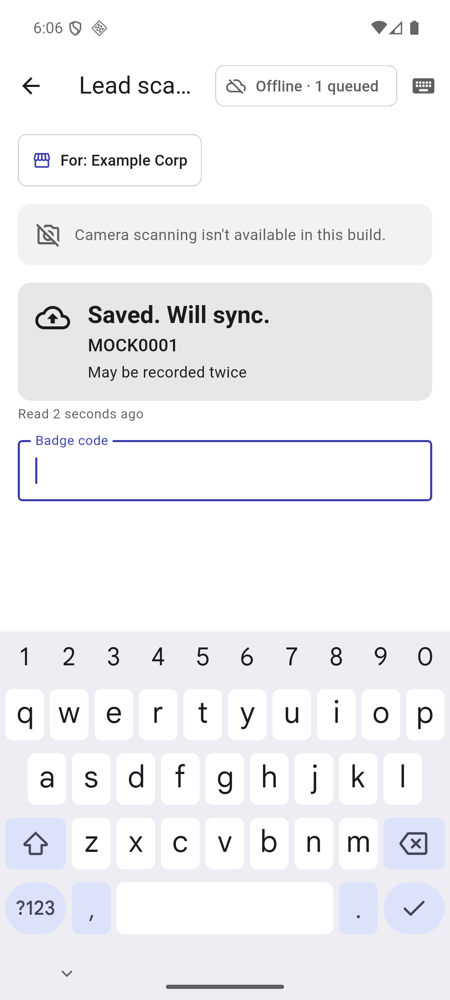 6:06
Lead sca...
Offline · 1 queued
For: Example Corp
Camera scanning isn't available in this build.
Saved. Will sync.
MOCK0001
May be recorded twice
Read 2 seconds ago
Badge code
1 2 3 4 5 6 7 8 9 0
q w e r t y u i o p
a s d f g h j k l
z x c v b n m
?123 , .